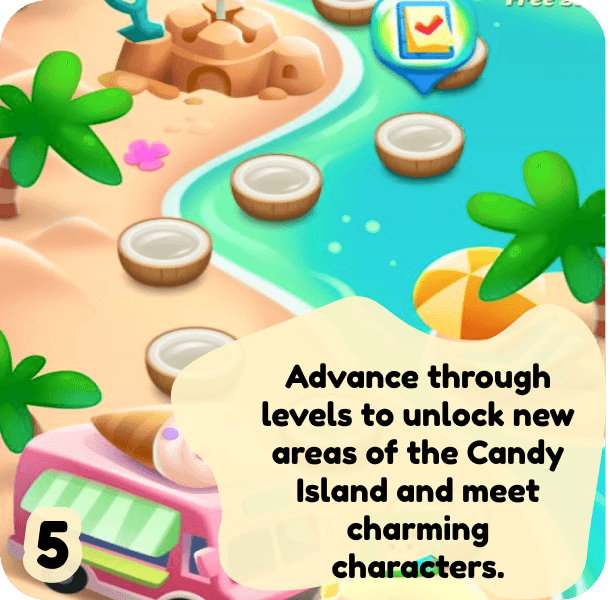 Advance through
levels to unlock new
areas of the Candy
Island and meet
charming
characters.
5